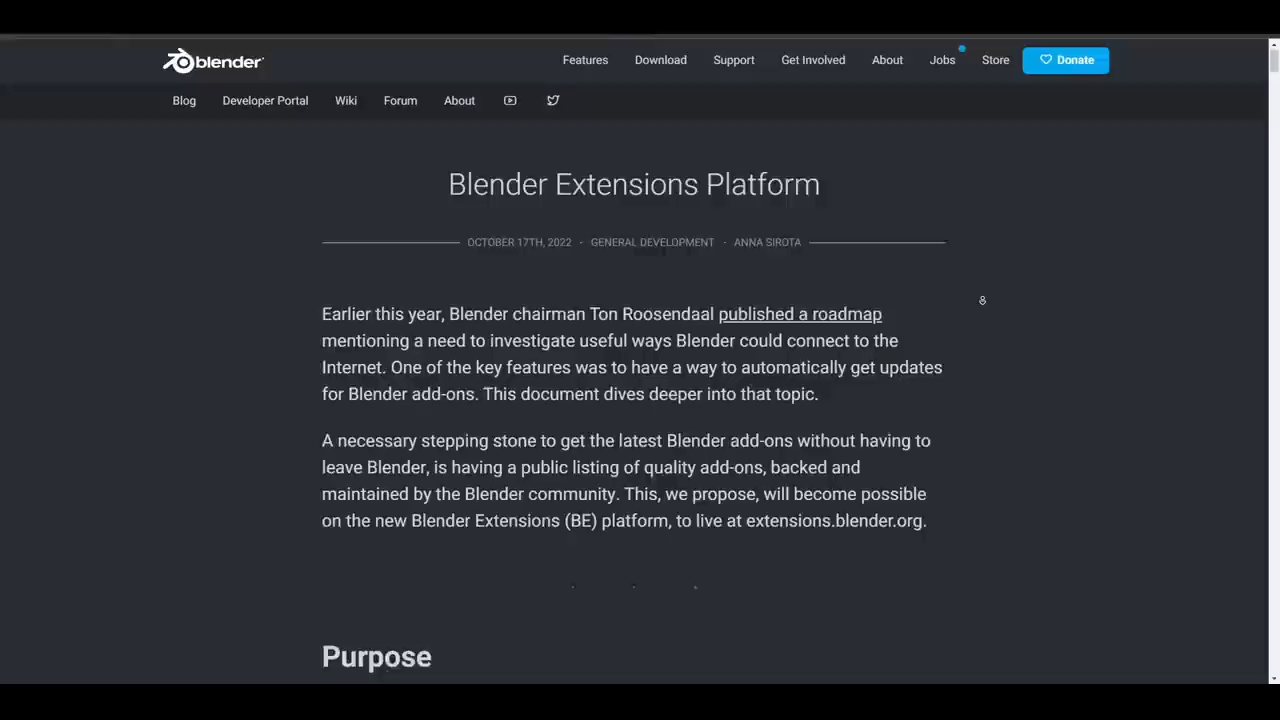 blender
Features Download Support Get Involved About Jobs Store Donate
Blog Developer Portal Wiki Forum About
Blender Extensions Platform
OCTOBER 17TH, 2022 - GENERAL DEVELOPMENT - ANNA SIROTA
Earlier this year, Blender chairman Ton Roosendaal published a roadmap
mentioning a need to investigate useful ways Blender could connect to the
Internet. One of the key features was to have a way to automatically get updates
for Blender add-ons. This document dives deeper into that topic.
A necessary stepping stone to get the latest Blender add-ons without having to
leave Blender, is having a public listing of quality add-ons, backed and
maintained by the Blender community. This, we propose, will become possible
on the new Blender Extensions (BE) platform, to live at extensions.blender.org.
. . .
Purpose